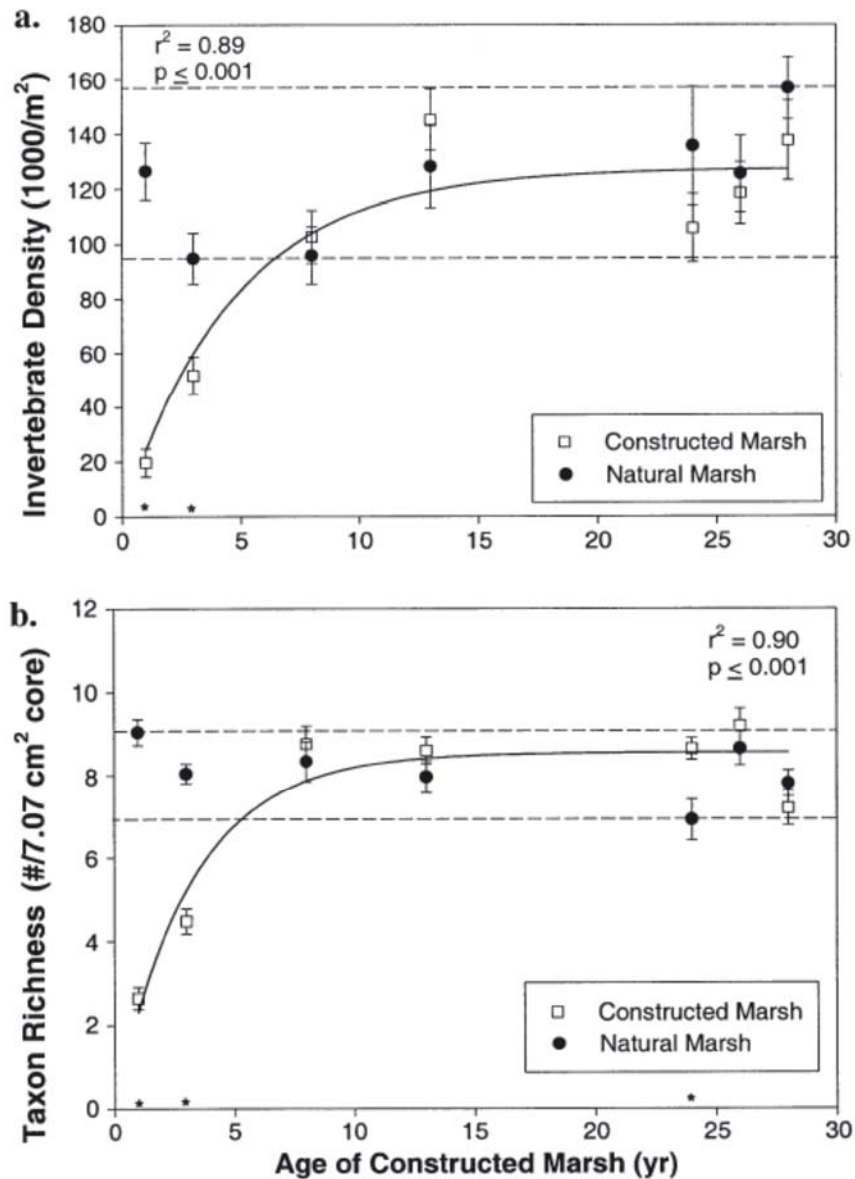 a.
r² = 0.89
p ≤ 0.001
Invertebrate Density (1000/m²)
180
160
140
120
100
80
60
40
20
0
Constructed Marsh
Natural Marsh
0 5 10 15 20 25 30
b.
r² = 0.90
p ≤ 0.001
Taxon Richness (#/7.07 cm² core)
12
10
8
6
4
2
0
Constructed Marsh
Natural Marsh
0 5 10 15 20 25 30
Age of Constructed Marsh (yr)